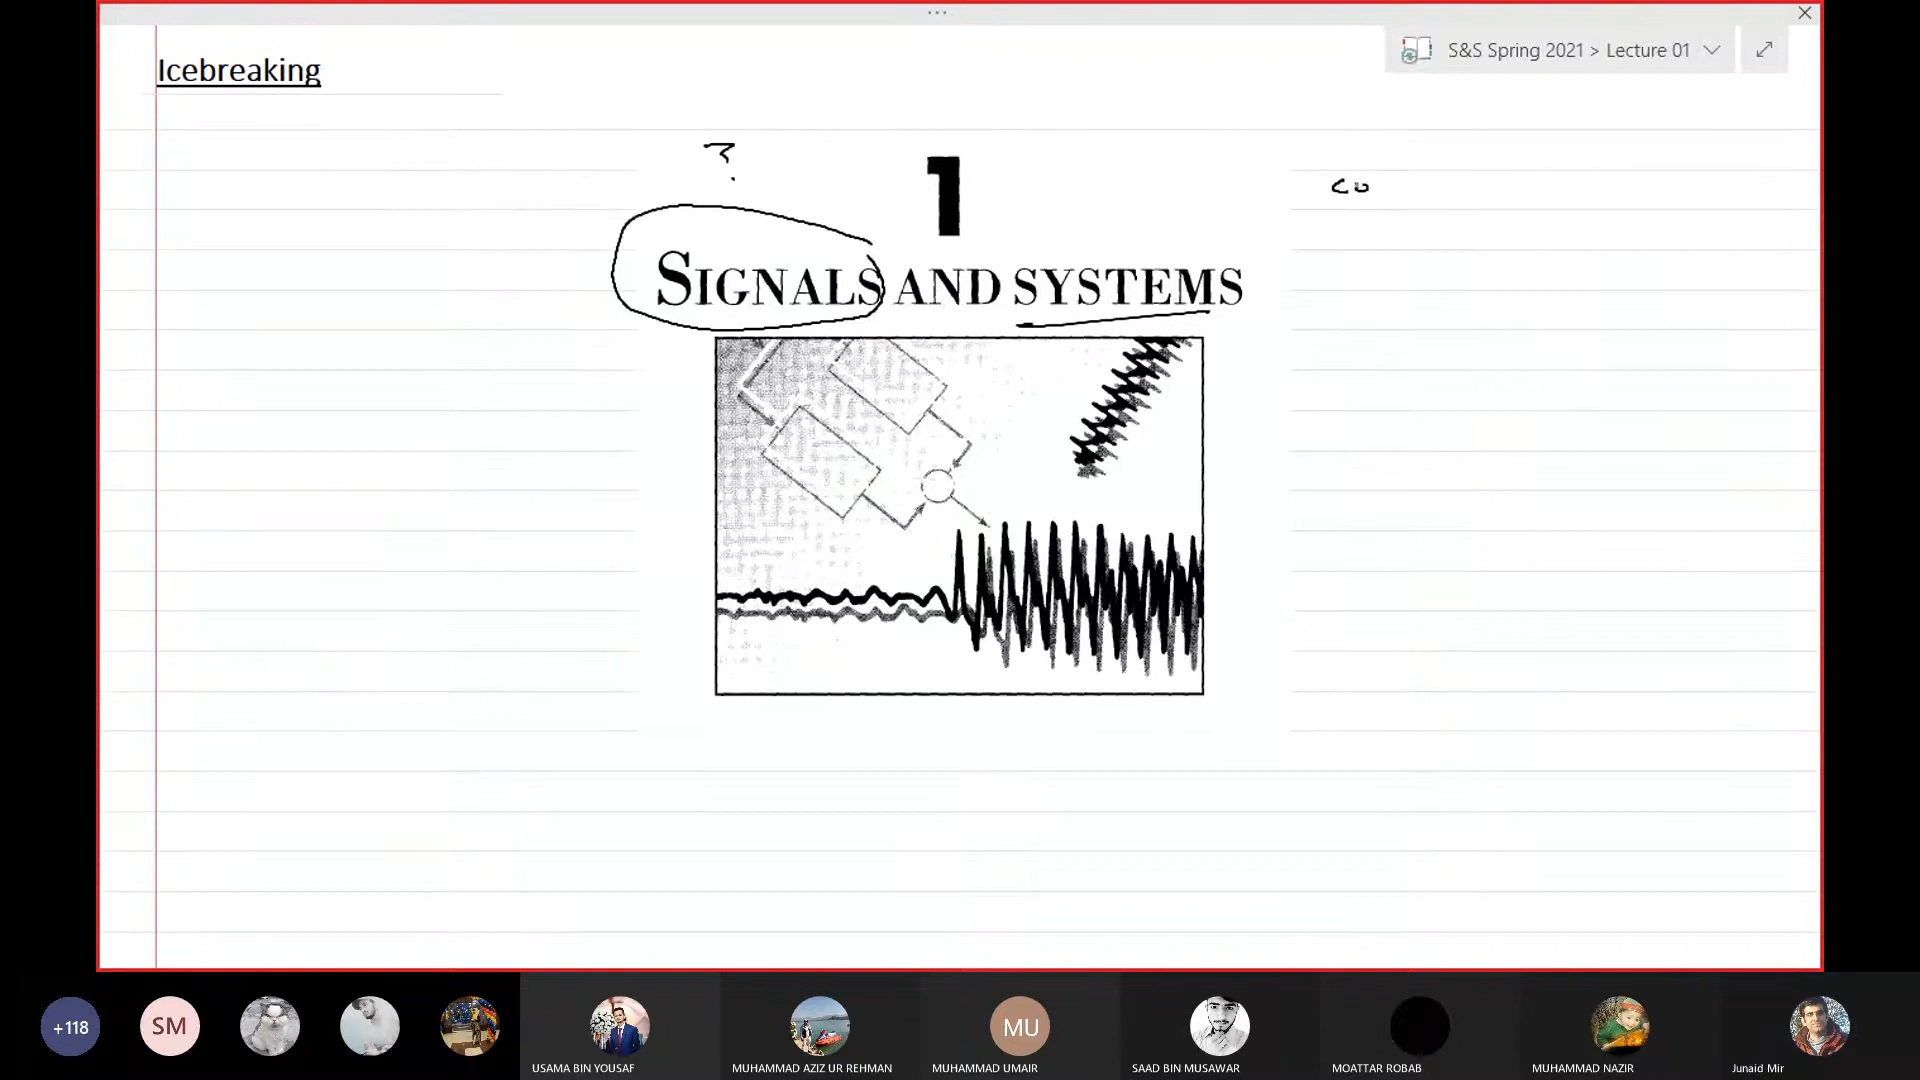 Icebreaking
S&S Spring 2021 > Lecture 01
?
co
1
SIGNALS AND SYSTEMS
+118
SM
MU
USAMA BIN YOUSAF
MUHAMMAD AZIZ UR REHMAN
MUHAMMAD UMAIR
SAAD BIN MUSAWAR
MOATTAR ROBAB
MUHAMMAD NAZIR
Junaid Mir